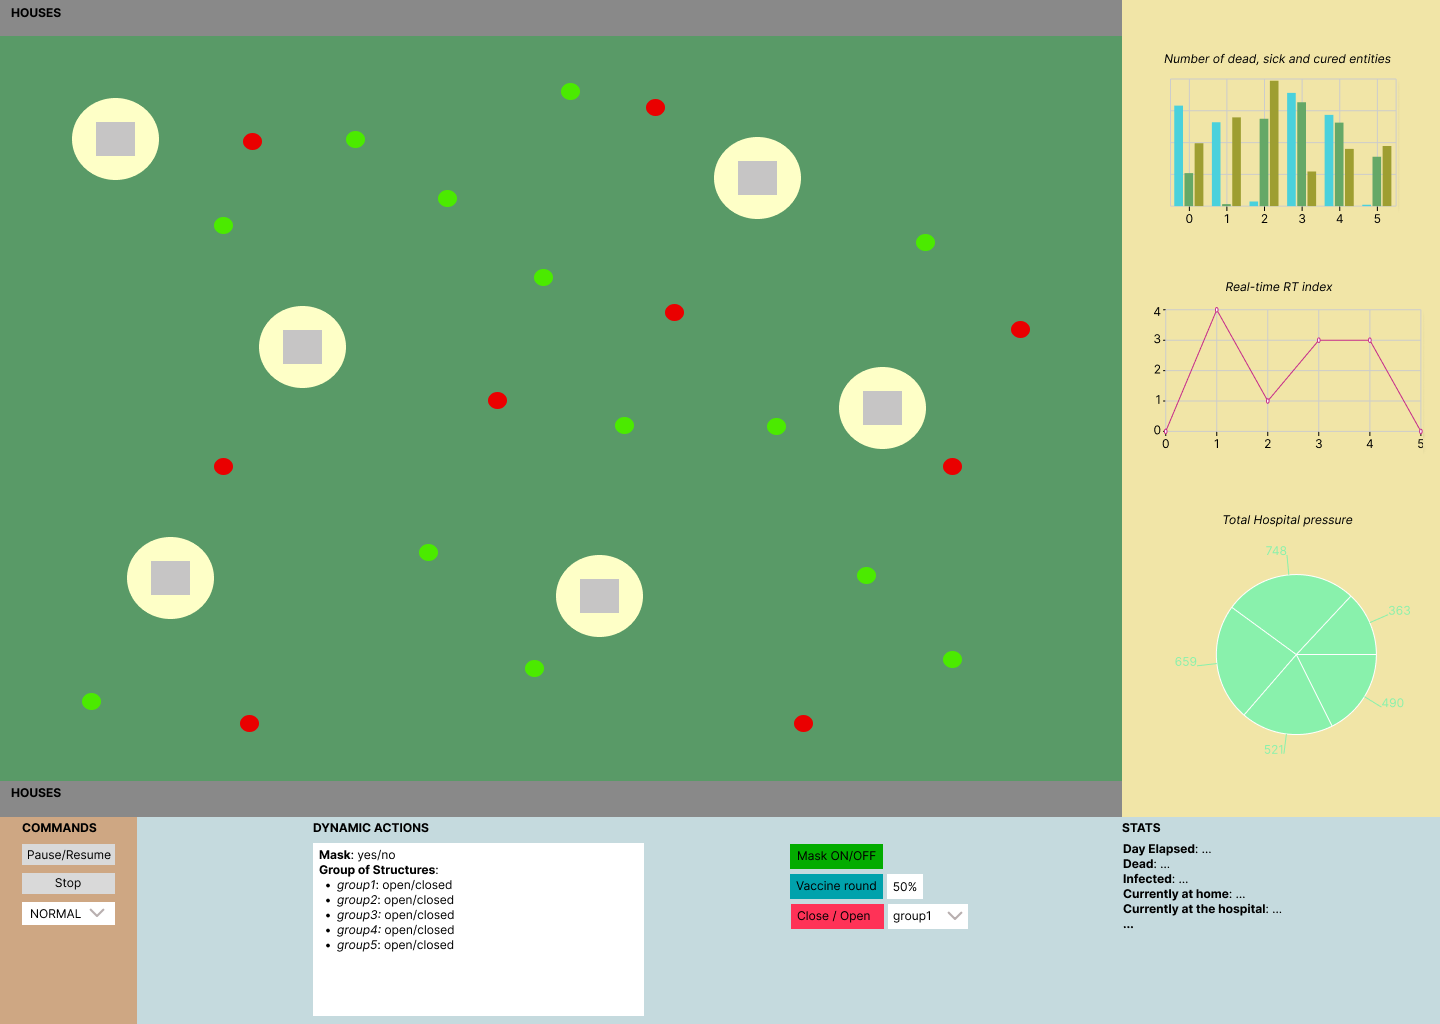 HOUSES
Number of dead, sick and cured entities
0 1 2 3 4 5
Real-time RT index
4
3
2
1
0
0 1 2 3 4 5
Total Hospital pressure
748
363
659
490
521
HOUSES
COMMANDS
Pause/Resume
Stop
NORMAL
DYNAMIC ACTIONS
Mask: yes/no
Group of Structures:
• group1: open/closed
• group2: open/closed
• group3: open/closed
• group4: open/closed
• group5: open/closed
Mask ON/OFF
Vaccine round 50%
Close / Open group1
STATS
Day Elapsed: ...
Dead: ...
Infected: ...
Currently at home: ...
Currently at the hospital: ...
...